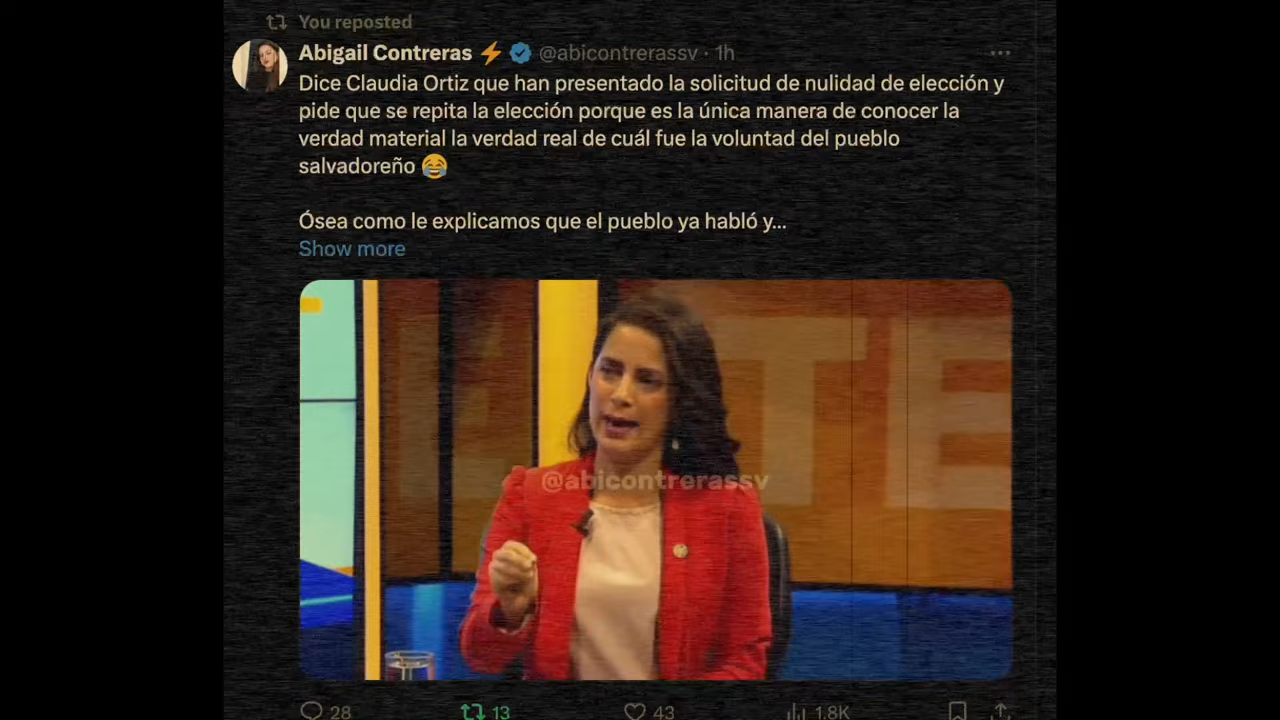 You reposted
Abigail Contreras ⚡ @abicontrerassv · 1h
Dice Claudia Ortiz que han presentado la solicitud de nulidad de elección y
pide que se repita la elección porque es la única manera de conocer la
verdad material la verdad real de cuál fue la voluntad del pueblo
salvadoreño 😂
Ósea como le explicamos que el pueblo ya habló y...
Show more
TE
@abicontrerassv
28 13 43 1.8K